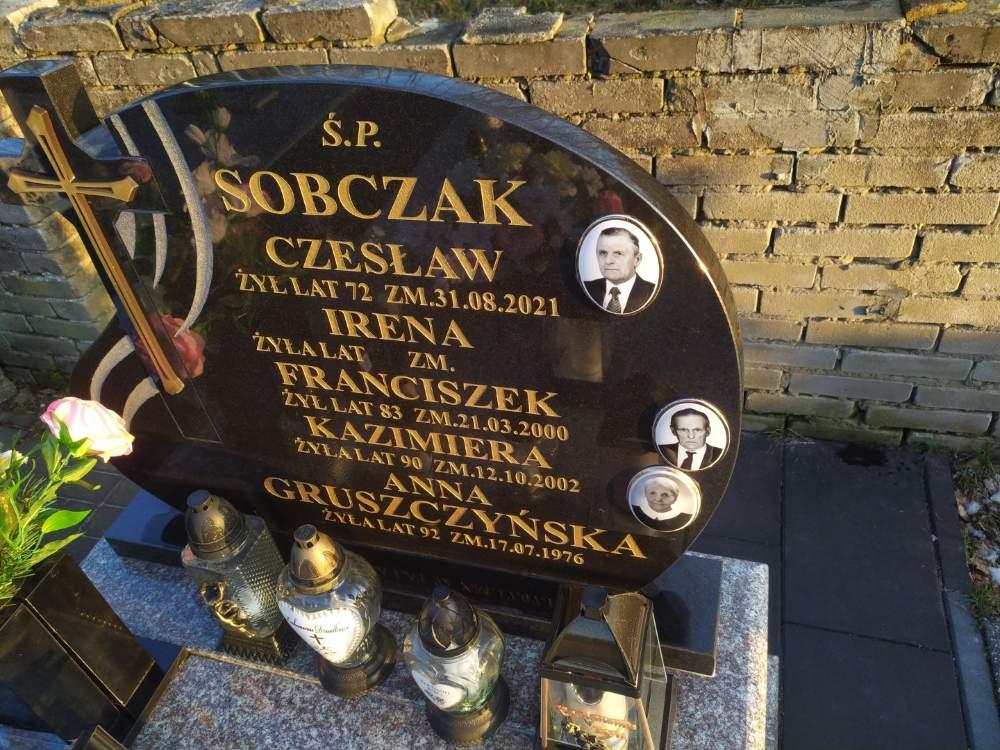 Ś.P.
SOBCZAK
CZESŁAW
ŻYŁ LAT 72 ZM.31.08.2021
IRENA
ŻYŁA LAT ZM.
FRANCISZEK
ŻYŁ LAT 83 ZM.21.03.2000
KAZIMIERA
ŻYŁA LAT 90 ZM.12.10.2002
ANNA
GRUSZCZYŃSKA
ŻYŁA LAT 92 ZM.17.07.1976